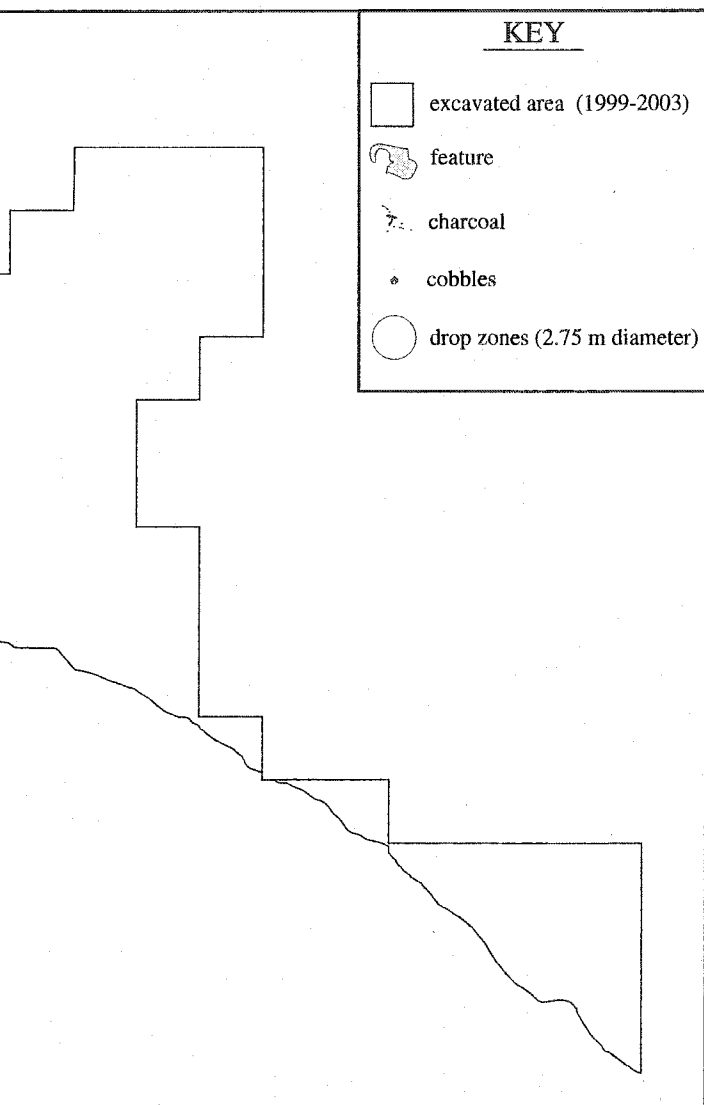 KEY
excavated area (1999-2003)
feature
charcoal
cobbles
drop zones (2.75 m diameter)